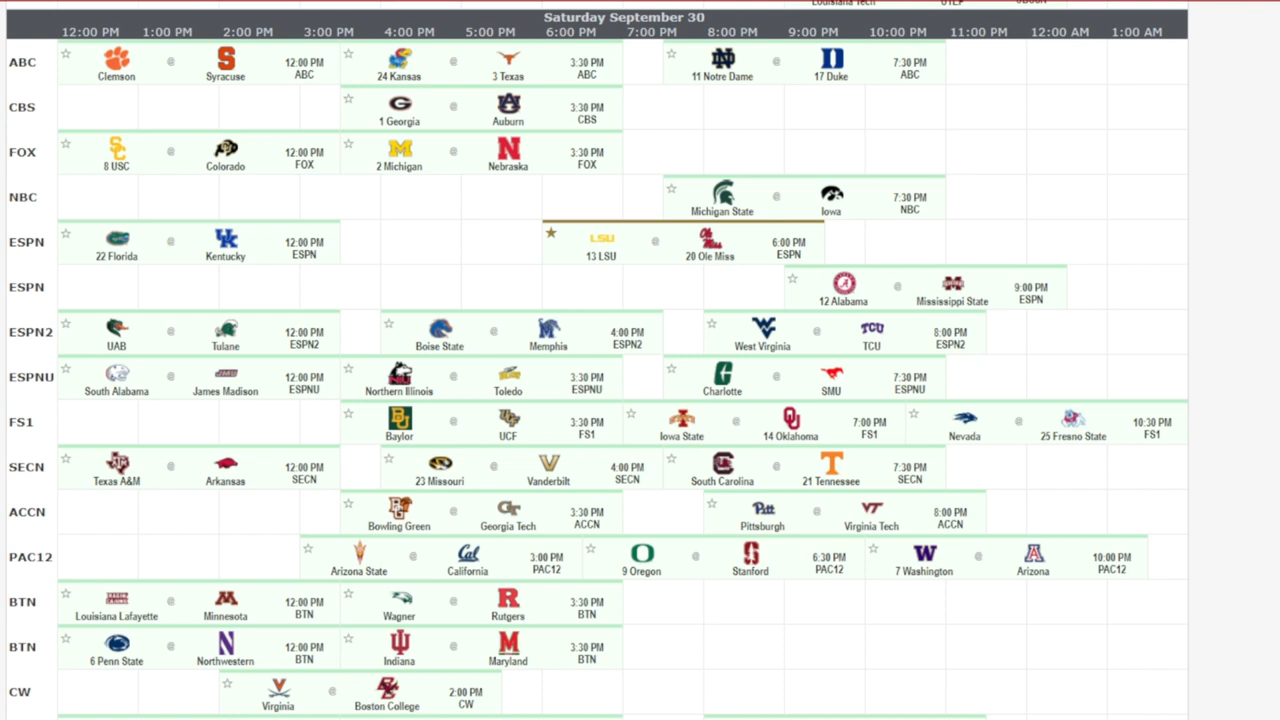 Louisiana Tech UTEP
Saturday September 30
12:00 PM 1:00 PM 2:00 PM 3:00 PM 4:00 PM 5:00 PM 6:00 PM 7:00 PM 8:00 PM 9:00 PM 10:00 PM 11:00 PM 12:00 AM 1:00 AM
ABC Clemson @ Syracuse 12:00 PM ABC 24 Kansas @ 3 Texas 3:30 PM ABC 11 Notre Dame @ 17 Duke 7:30 PM ABC
CBS 1 Georgia @ Auburn 3:30 PM CBS
FOX 8 USC @ Colorado 12:00 PM FOX 2 Michigan @ Nebraska 3:30 PM FOX
NBC Michigan State @ Iowa 7:30 PM NBC
ESPN 22 Florida @ Kentucky 12:00 PM ESPN LSU 13 LSU @ Ole Miss 20 Ole Miss 6:00 PM ESPN
ESPN 12 Alabama @ Mississippi State 9:00 PM ESPN
ESPN2 UAB @ Tulane 12:00 PM ESPN2 Boise State @ Memphis 4:00 PM ESPN2 West Virginia @ TCU TCU 8:00 PM ESPN2
ESPNU South Alabama @ JMU James Madison 12:00 PM ESPNU Northern Illinois @ Toledo 3:30 PM ESPNU Charlotte @ SMU 7:30 PM ESPNU
FS1 Baylor @ UCF 3:30 PM FS1 Iowa State @ 14 Oklahoma 7:00 PM FS1 Nevada @ 25 Fresno State 10:30 PM FS1
SECN Texas A&M @ Arkansas 12:00 PM SECN 23 Missouri @ Vanderbilt 4:00 PM SECN South Carolina @ 21 Tennessee 7:30 PM SECN
ACCN Bowling Green @ Georgia Tech 3:30 PM ACCN Pitt Pittsburgh @ VT Virginia Tech 8:00 PM ACCN
PAC12 Arizona State @ Cal California 3:00 PM PAC12 9 Oregon @ Stanford 6:30 PM PAC12 7 Washington @ Arizona 10:00 PM PAC12
BTN Louisiana Lafayette @ Minnesota 12:00 PM BTN Wagner @ Rutgers 3:30 PM BTN
BTN 6 Penn State @ Northwestern 12:00 PM BTN Indiana @ Maryland 3:30 PM BTN
CW Virginia @ Boston College 2:00 PM CW